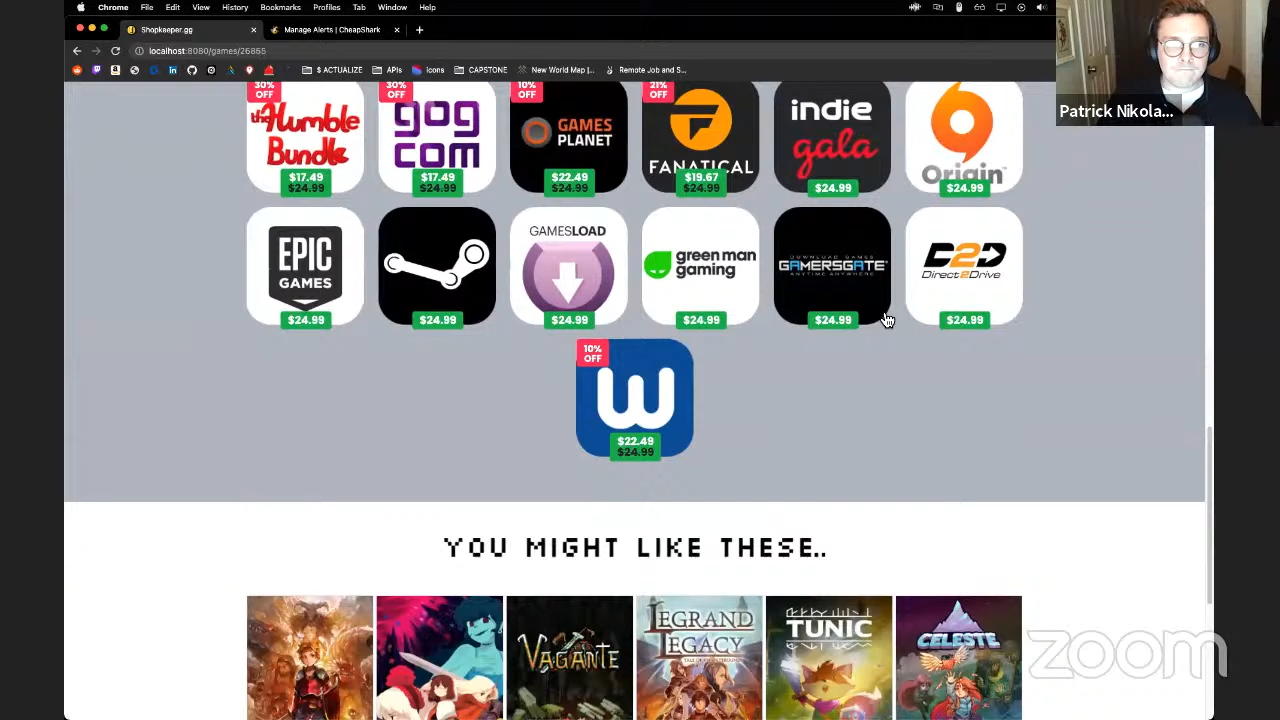 Chrome File Edit View History Bookmarks Profiles Tab Window Help
Shopkeeper.gg
Manage Alerts | CheapShark
localhost:8080/games/26855
$ ACTUALIZE APIs Icons CAPSTONE New World Map |... Remote Job and S...
Patrick Nikola...
30% OFF
30% OFF
10% OFF
21% OFF
the Humble Bundle
gog com
GAMES PLANET
FANATICAL
indie gala
Origin
$17.49 $17.49 $22.49 $19.67
$24.99 $24.99 $24.99 $24.99 $24.99 $24.99
EPIC GAMES
GAMESLOAD
green man gaming
DOWNLOAD GAMES
GAMERSGATE
ANYTIME ANYWHERE
D2D
Direct2Drive
$24.99 $24.99 $24.99 $24.99 $24.99 $24.99
10% OFF
W
$22.49
$24.99
YOU MIGHT LIKE THESE..
VAGANTE
LEGRAND LEGACY
TUNIC
CELESTE
zoom